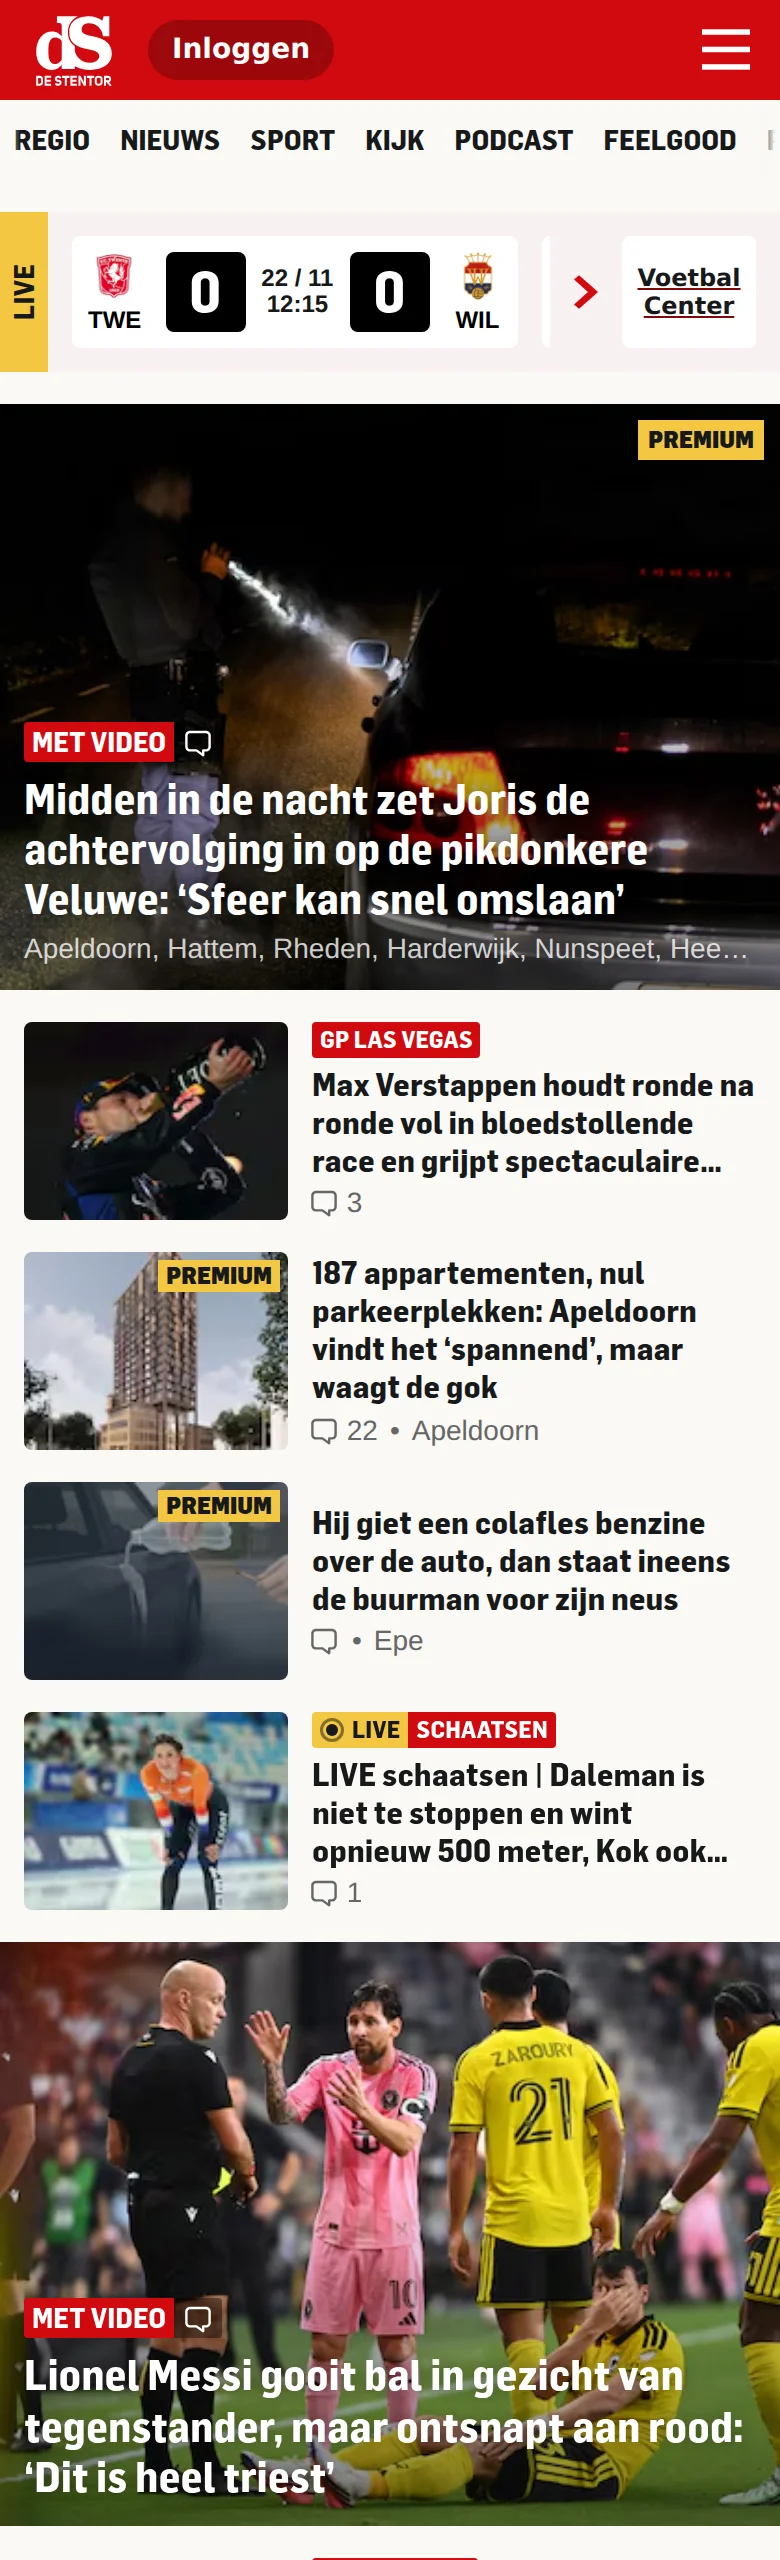 dS
DE STENTOR
Inloggen
REGIO NIEUWS SPORT KIJK PODCAST FEELGOOD
LIVE
TWE
0
22 / 11
12:15
0
WIL
Voetbal
Center
PREMIUM
MET VIDEO
Midden in de nacht zet Joris de
achtervolging in op de pikdonkere
Veluwe: ‘Sfeer kan snel omslaan’
Apeldoorn, Hattem, Rheden, Harderwijk, Nunspeet, Hee…
GP LAS VEGAS
Max Verstappen houdt ronde na
ronde vol in bloedstollende
race en grijpt spectaculaire...
3
PREMIUM
187 appartementen, nul
parkeerplekken: Apeldoorn
vindt het ‘spannend’, maar
waagt de gok
22 • Apeldoorn
PREMIUM
Hij giet een colafles benzine
over de auto, dan staat ineens
de buurman voor zijn neus
• Epe
LIVE SCHAATSEN
LIVE schaatsen | Daleman is
niet te stoppen en wint
opnieuw 500 meter, Kok ook...
1
ZAROURY
21
10
MET VIDEO
Lionel Messi gooit bal in gezicht van
tegenstander, maar ontsnapt aan rood:
‘Dit is heel triest’